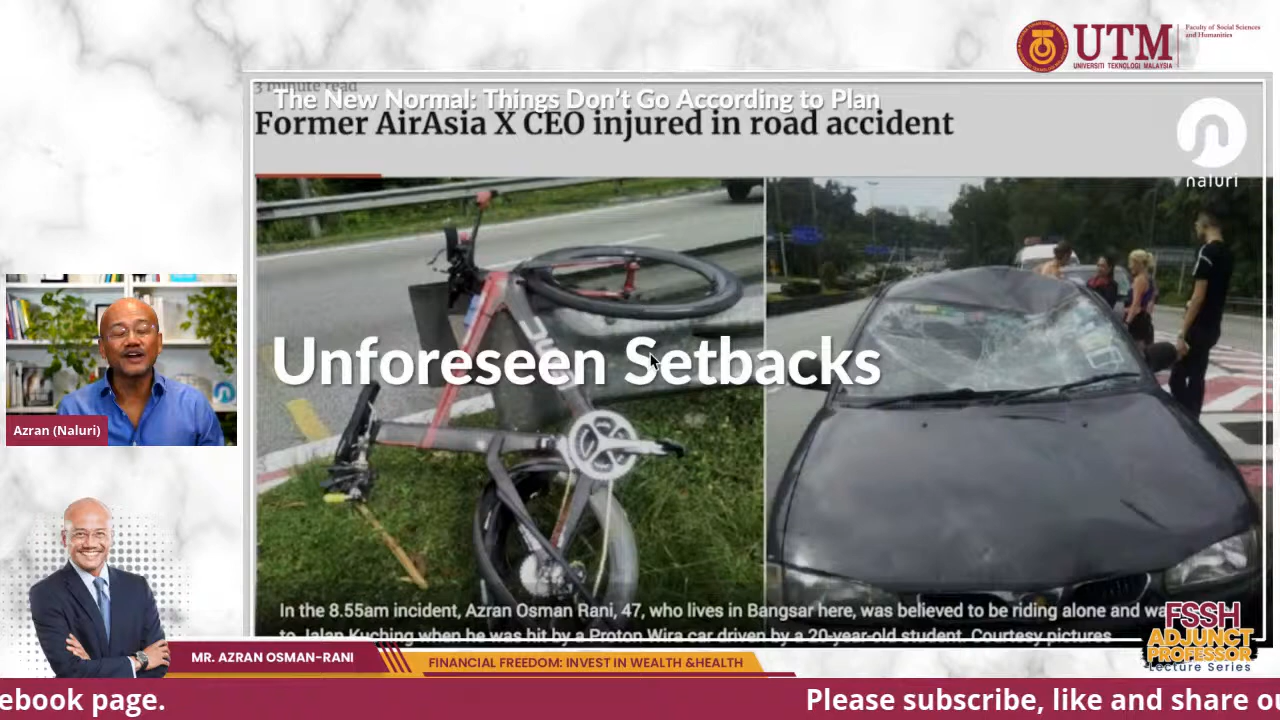 UTM
UNIVERSITI TEKNOLOGI MALAYSIA
Faculty of Social Sciences
and Humanities
3 minute read
The New Normal: Things Don't Go According to Plan
Former AirAsia X CEO injured in road accident
naluri
Unforeseen Setbacks
Azran (Naluri)
In the 8.55am incident, Azran Osman Rani, 47, who lives in Bangsar here, was believed to be riding alone and wa
to Jalan Kuching when he was hit by a Proton Wira car driven by a 20-year-old student. Courtesy pictures
FSSH
ADJUNCT
PROFESSOR
Lecture Series
MR. AZRAN OSMAN-RANI
FINANCIAL FREEDOM: INVEST IN WEALTH &HEALTH
ebook page.
Please subscribe, like and share ou